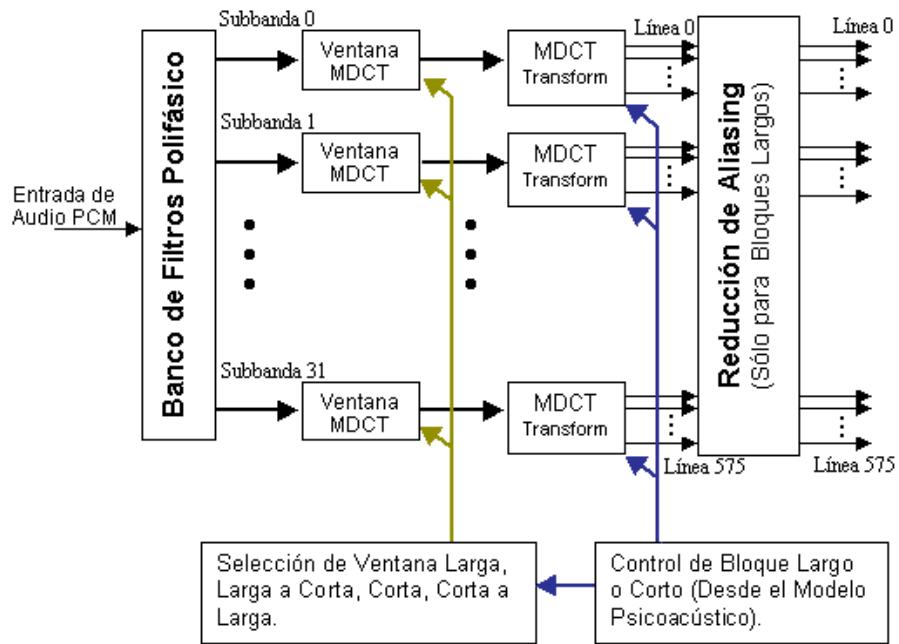 Subbanda 0
Línea 0
Línea 0
Ventana
MDCT
MDCT
Transform
Subbanda 1
Ventana
MDCT
MDCT
Transform
Entrada de
Audio PCM
Banco de Filtros Polifásico
Reducción de Aliasing
(Sólo para Bloques Largos)
Subbanda 31
Ventana
MDCT
MDCT
Transform
Línea 575
Línea 575
Selección de Ventana Larga,
Larga a Corta, Corta, Corta a
Larga.
Control de Bloque Largo
o Corto (Desde el Modelo
Psicoacústico).